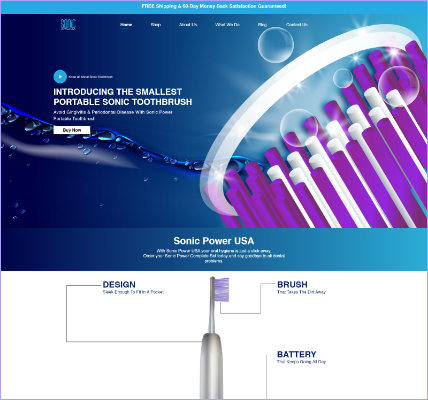 FREE Shipping & 60-Day Money Back Satisfaction Guaranteed!
SONIC
Home Shop About Us What We Do Blog Contact Us
INTRODUCING THE SMALLEST
PORTABLE SONIC TOOTHBRUSH
Avoid Gingivitis & Periodontal Disease With Sonic Power
Portable Toothbrush!
Buy Now
Sonic Power USA
With Sonic Power USA your oral hygiene is just a click away.
Order your Sonic Power Complete Set today and say goodbye to all dental
problems.
DESIGN
Sleek Enough To Fit In A Pocket
BRUSH
That Takes The Dirt Away
BATTERY
That Keeps Going All Day